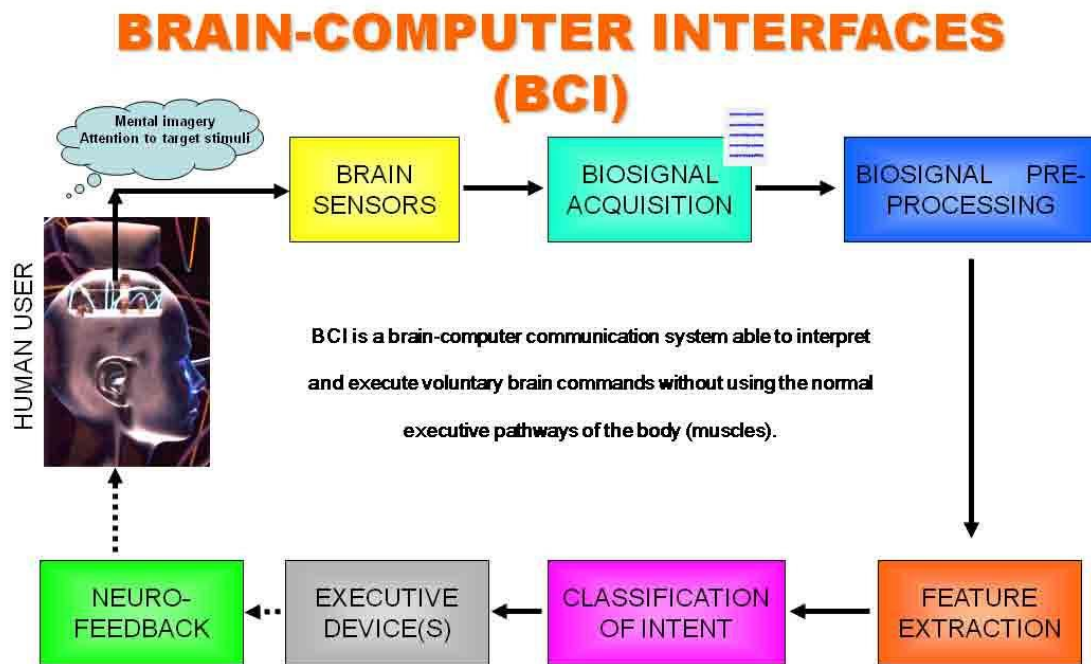 BRAIN-COMPUTER INTERFACES
(BCI)
Mental imagery
Attention to target stimuli
BRAIN
SENSORS
BIOSIGNAL
ACQUISITION
BIOSIGNAL PRE-
PROCESSING
HUMAN USER
BCI is a brain-computer communication system able to interpret
and execute voluntary brain commands without using the normal
executive pathways of the body (muscles).
NEURO-
FEEDBACK
EXECUTIVE
DEVICE(S)
CLASSIFICATION
OF INTENT
FEATURE
EXTRACTION